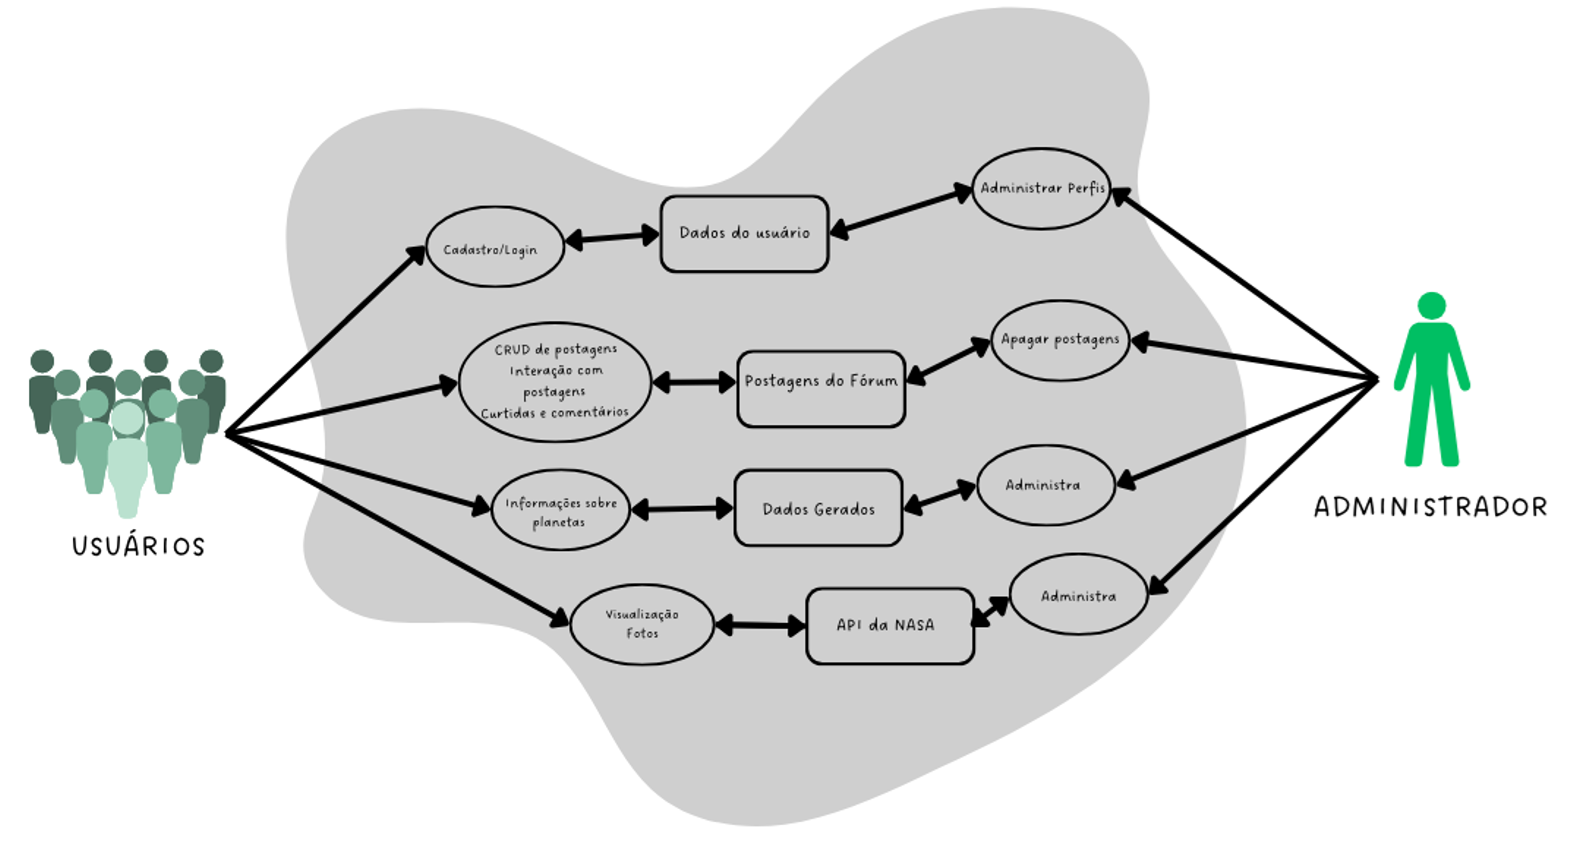 Administrar Perfis
Dados do usuário
Cadastro/Login
Apagar postagens
CRUD de postagens
Interação com
postagens
Curtidas e comentários
Postagens do Fórum
Administra
Informações sobre
planetas
Dados Gerados
ADMINISTRADOR
USUÁRIOS
Administra
Visualização
Fotos
API da NASA